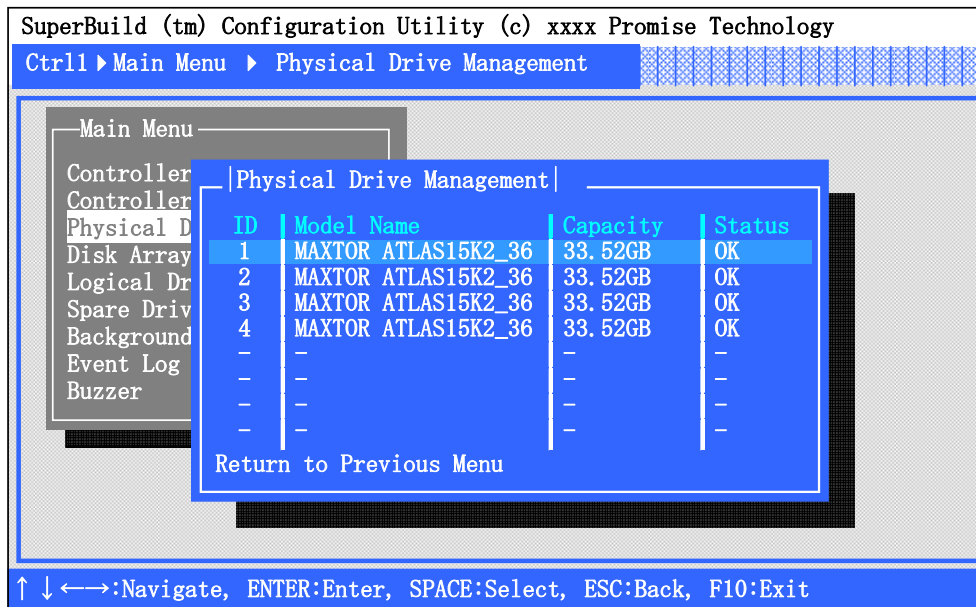 SuperBuild (tm) Configuration Utility (c) xxxx Promise Technology
Ctrl1 ▶ Main Menu ▶ Physical Drive Management
Main Menu
Controller
Controller
Physical D
Disk Array
Logical Dr
Spare Driv
Background
Event Log
Buzzer
|Physical Drive Management|
ID Model Name Capacity Status
1 MAXTOR ATLAS15K2_36 33.52GB OK
2 MAXTOR ATLAS15K2_36 33.52GB OK
3 MAXTOR ATLAS15K2_36 33.52GB OK
4 MAXTOR ATLAS15K2_36 33.52GB OK
– – – –
– – – –
– – – –
– – – –
Return to Previous Menu
↑ ↓ ←→:Navigate, ENTER:Enter, SPACE:Select, ESC:Back, F10:Exit